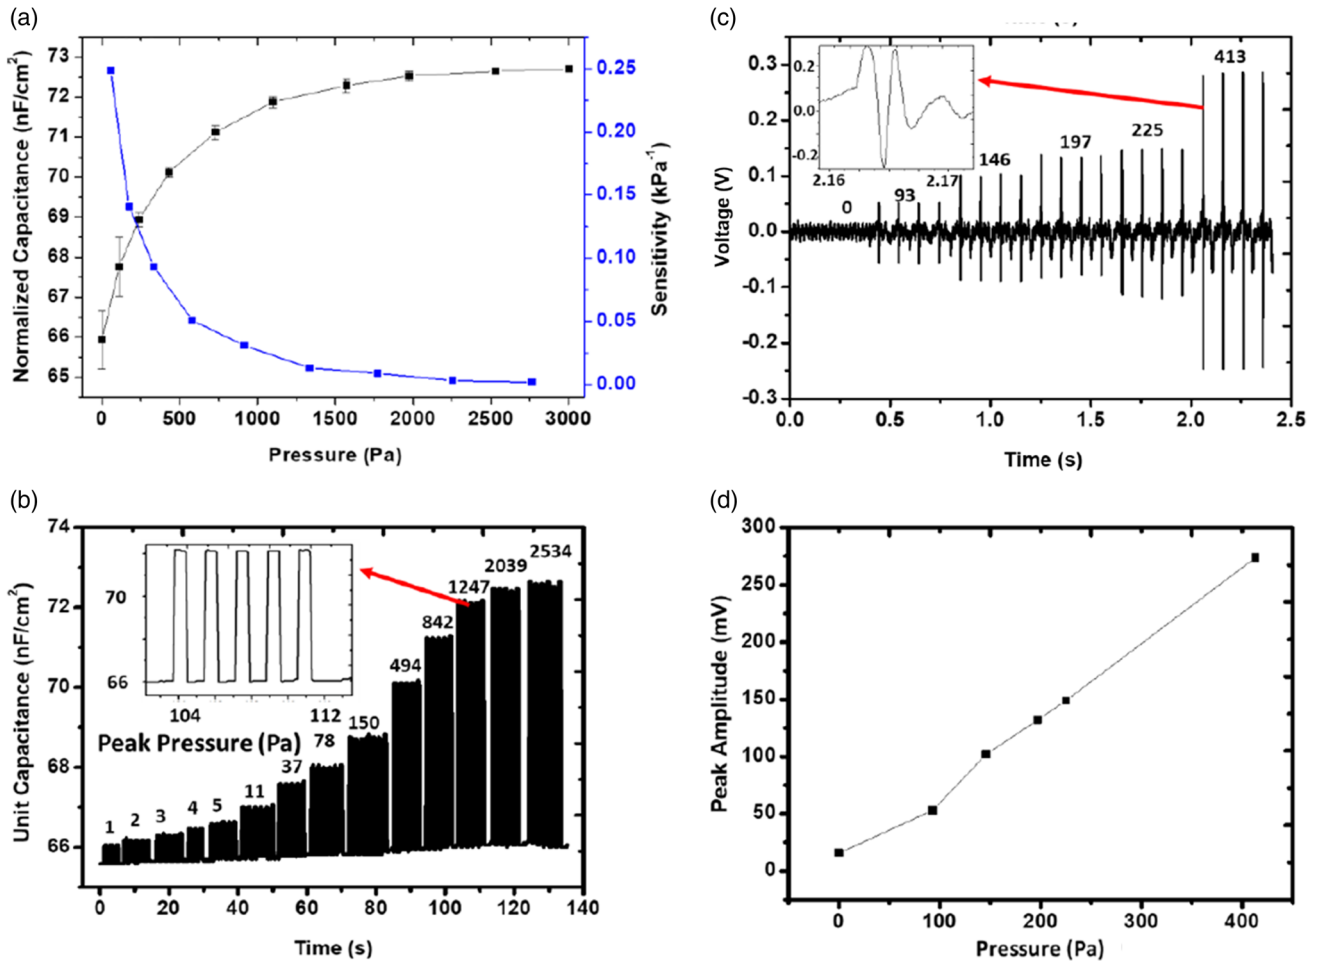 (a)
Normalized Capacitance (nF/cm²)
73
72
71
70
69
68
67
66
65
0.25
0.20
0.15
0.10
0.05
0.00
Sensitivity (kPa⁻¹)
0 500 1000 1500 2000 2500 3000
Pressure (Pa)
(c)
Voltage (V)
0.3
0.2
0.1
0.0
-0.1
-0.2
-0.3
0.2
0.0
-0.2
2.16 2.17
0 93 146 197 225 413
0.0 0.5 1.0 1.5 2.0 2.5
Time (s)
(b)
Unit Capacitance (nF/cm²)
74
72
70
68
66
70
66
104 112
Peak Pressure (Pa)
1 2 3 4 5 11 37 78 150 494 842 1247 2039 2534
0 20 40 60 80 100 120 140
Time (s)
(d)
Peak Amplitude (mV)
300
250
200
150
100
50
0
0 100 200 300 400
Pressure (Pa)